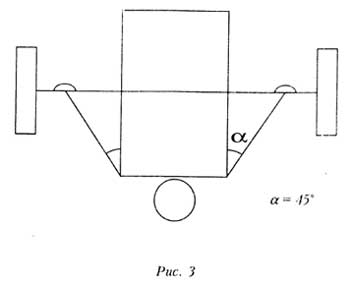 α
α = 45°
Рис. 3